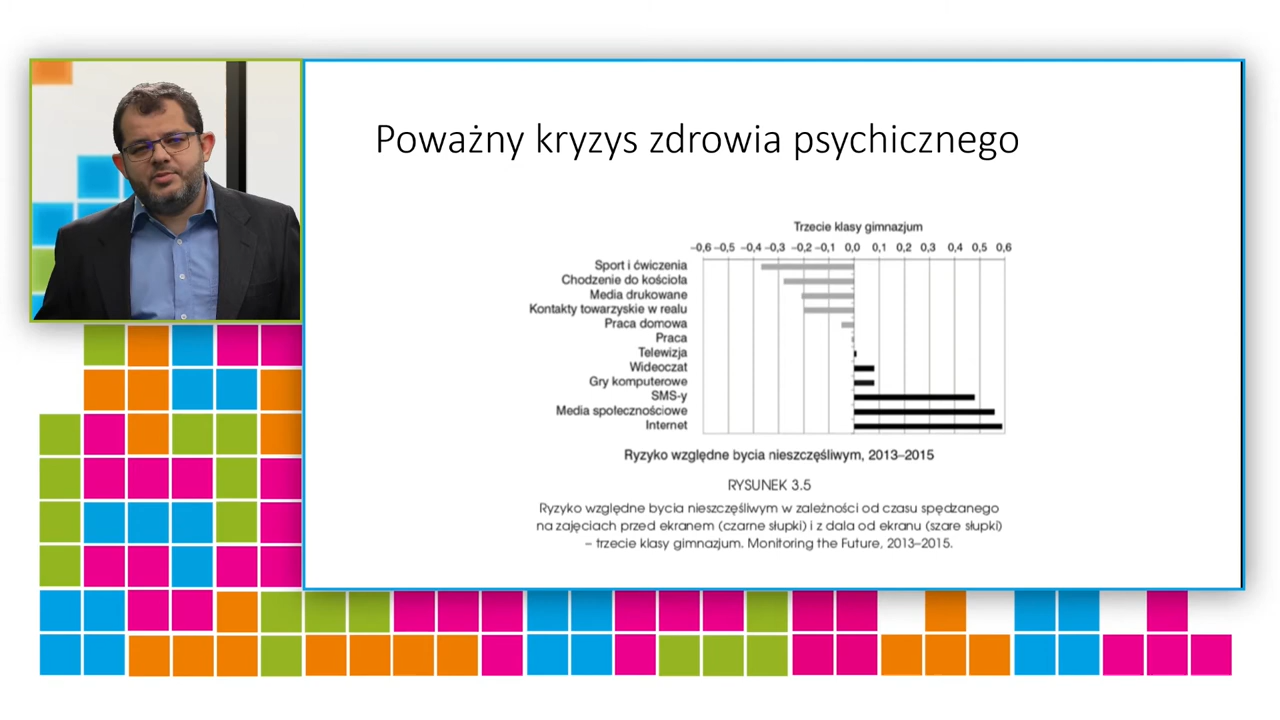 Poważny kryzys zdrowia psychicznego
Trzecie klasy gimnazjum
–0,6 –0,5 –0,4 –0,3 –0,2 –0,1 0,0 0,1 0,2 0,3 0,4 0,5 0,6
Sport i ćwiczenia
Chodzenie do kościoła
Media drukowane
Kontakty towarzyskie w realu
Praca domowa
Praca
Telewizja
Wideoczat
Gry komputerowe
SMS-y
Media społecznościowe
Internet
Ryzyko względne bycia nieszczęśliwym, 2013–2015
RYSUNEK 3.5
Ryzyko względne bycia nieszczęśliwym w zależności od czasu spędzanego
na zajęciach przed ekranem (czarne słupki) i z dala od ekranu (szare słupki)
– trzecie klasy gimnazjum. Monitoring the Future, 2013–2015.